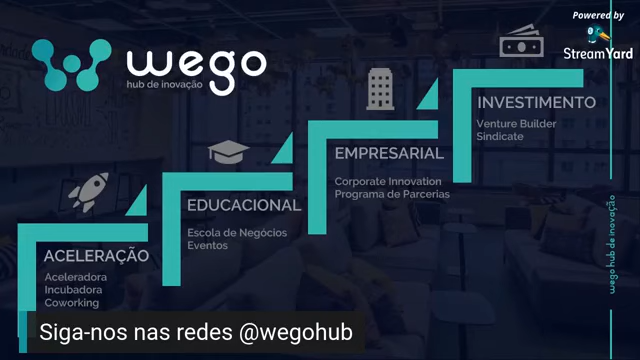 Powered by
StreamYard
wego
hub de inovação
INVESTIMENTO
Venture Builder
Sindicate
EMPRESARIAL
Corporate Innovation
Programa de Parcerias
EDUCACIONAL
Escola de Negócios
Eventos
ACELERAÇÃO
Aceleradora
Incubadora
Coworking
wego hub de inovação
Siga-nos nas redes @wegohub